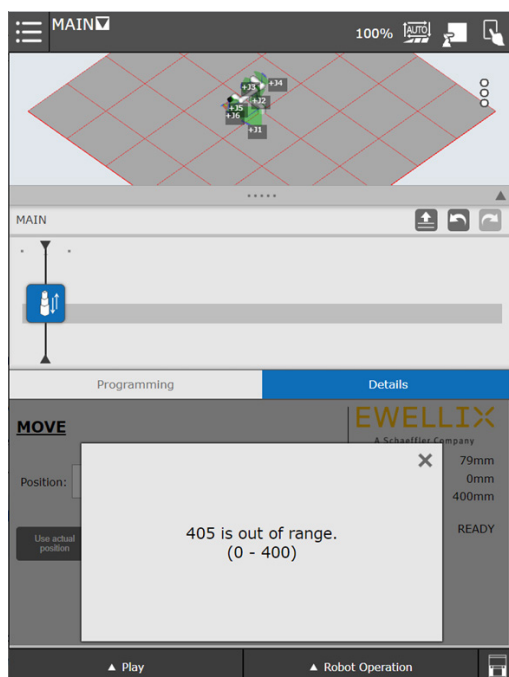 MAIN
100%
AUTO
+J3
+J4
+J5
+J2
+J6
+J1
MAIN
Programming
Details
MOVE
EWELLIX
A Schaeffler Company
79mm
Position:
0mm
400mm
Use actual
position
READY
405 is out of range.
(0 - 400)
Play
Robot Operation